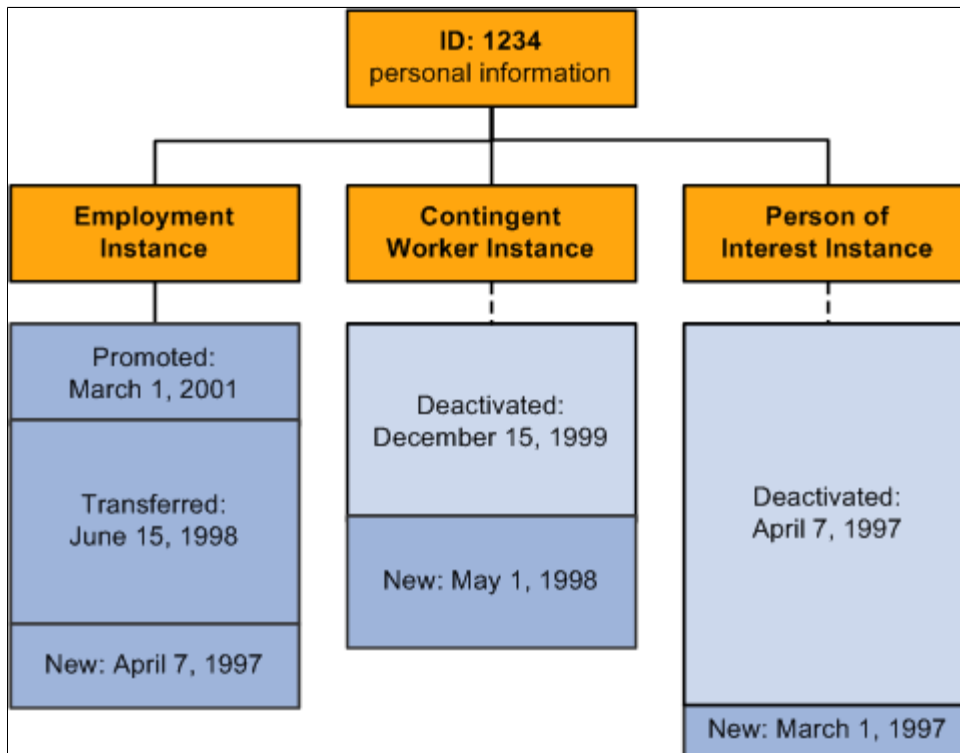 ID: 1234
personal information
Employment
Instance
Contingent
Worker Instance
Person of
Interest Instance
Promoted:
March 1, 2001
Transferred:
June 15, 1998
New: April 7, 1997
Deactivated:
December 15, 1999
New: May 1, 1998
Deactivated:
April 7, 1997
New: March 1, 1997